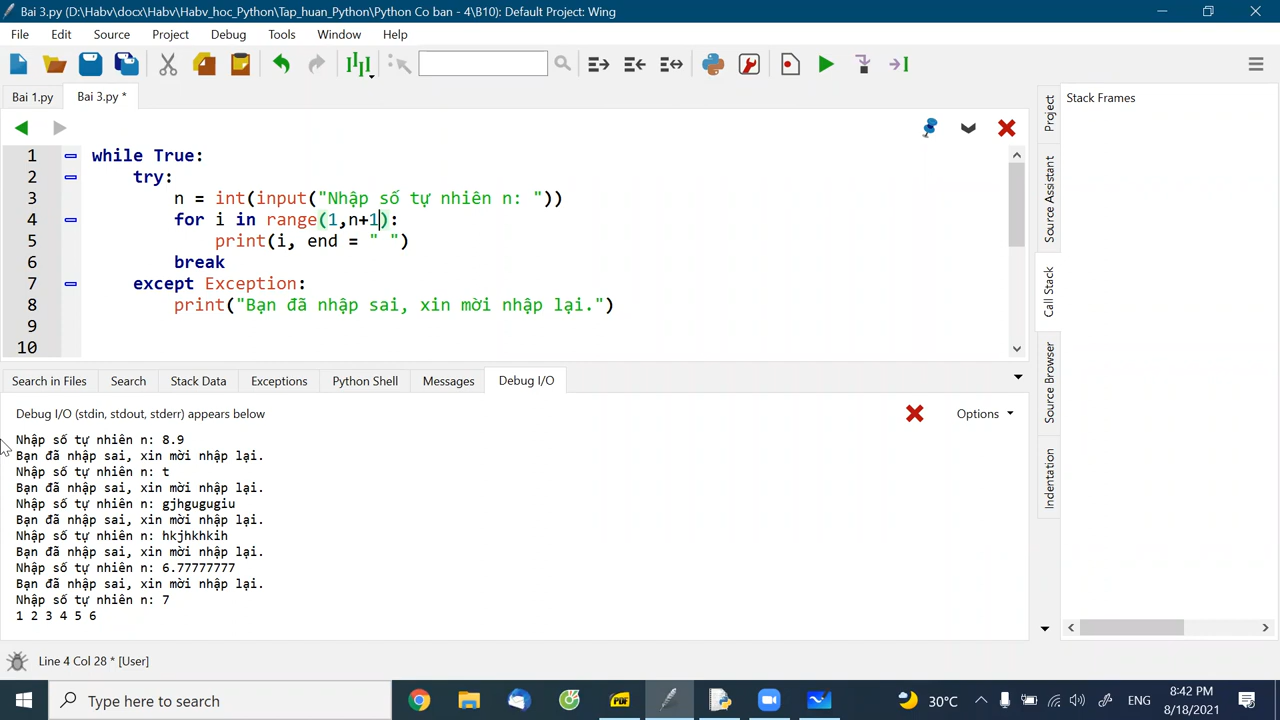 Bai 3.py (D:\Habv\docx\Habv\Habv_hoc_Python\Tap_huan_Python\Python Co ban - 4\B10): Default Project: Wing
File Edit Source Project Debug Tools Window Help
Bai 1.py Bai 3.py *
Stack Frames
1 while True:
2 try:
3 n = int(input("Nhập số tự nhiên n: "))
4 for i in range(1,n+1):
5 print(i, end = " ")
6 break
7 except Exception:
8 print("Bạn đã nhập sai, xin mời nhập lại.")
9
10
Project
Source Assistant
Call Stack
Source Browser
Indentation
Search in Files Search Stack Data Exceptions Python Shell Messages Debug I/O
Debug I/O (stdin, stdout, stderr) appears below Options
Nhập số tự nhiên n: 8.9
Bạn đã nhập sai, xin mời nhập lại.
Nhập số tự nhiên n: t
Bạn đã nhập sai, xin mời nhập lại.
Nhập số tự nhiên n: gjhgugugiu
Bạn đã nhập sai, xin mời nhập lại.
Nhập số tự nhiên n: hkjhkhkih
Bạn đã nhập sai, xin mời nhập lại.
Nhập số tự nhiên n: 6.77777777
Bạn đã nhập sai, xin mời nhập lại.
Nhập số tự nhiên n: 7
1 2 3 4 5 6
Line 4 Col 28 * [User]
Type here to search
PDF
30°C ENG
8:42 PM
8/18/2021